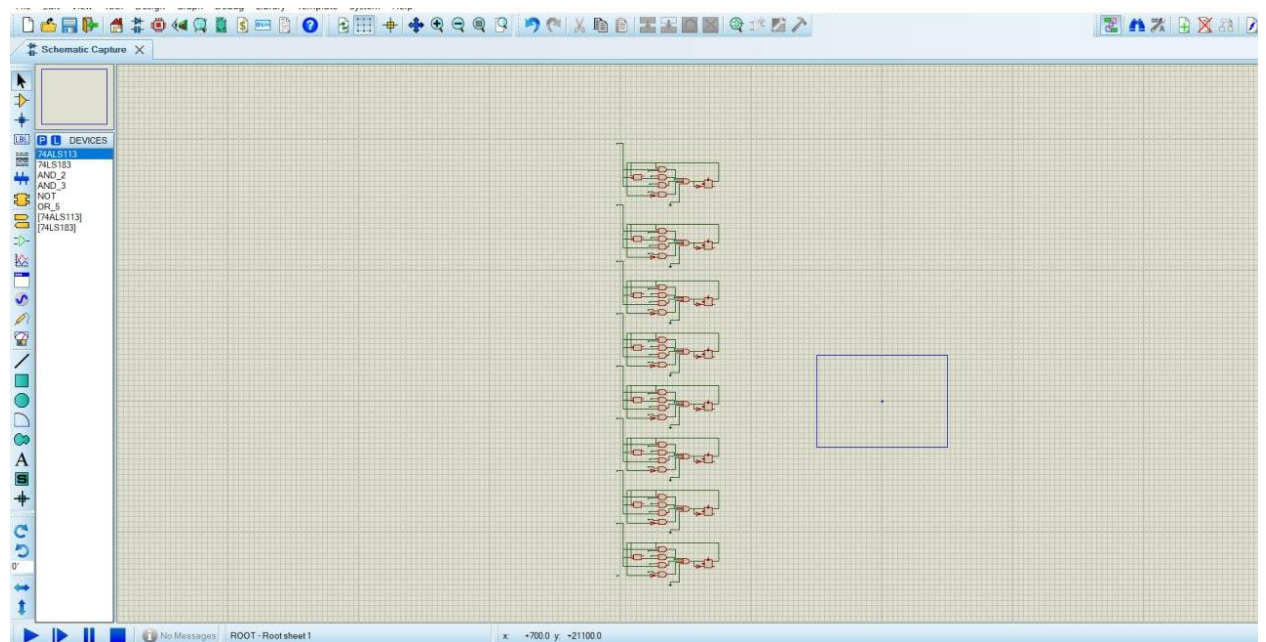 Schematic Capture
DEVICES
74ALS113
74LS183
AND_2
AND_3
NOT
OR_5
[74ALS113]
[74LS183]
0°
No Messages
ROOT - Root sheet 1
x: +700.0 y: +21100.0